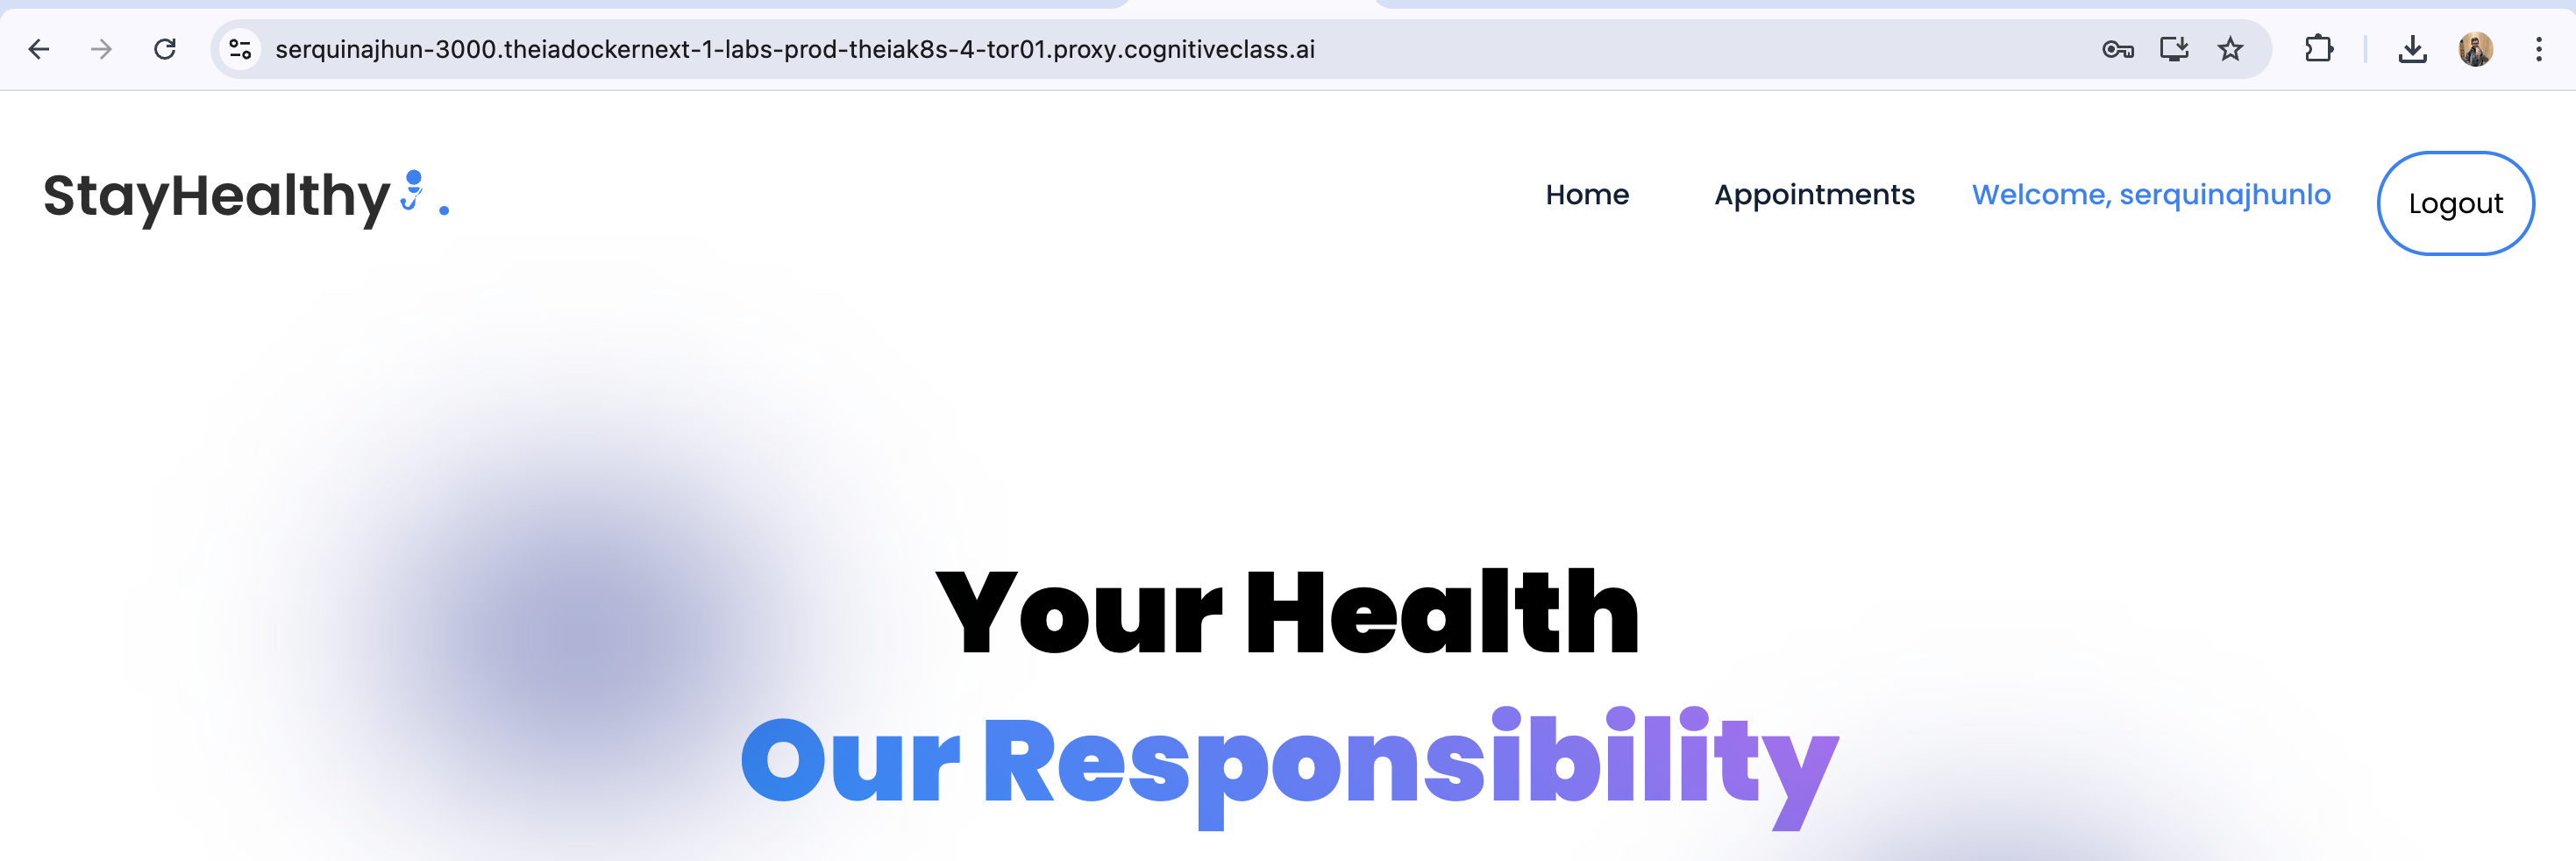 serquinajhun-3000.theiadockernext-1-labs-prod-theiak8s-4-tor01.proxy.cognitiveclass.ai
StayHealthy .
Home Appointments Welcome, serquinajhunlo Logout
Your Health
Our Responsibility